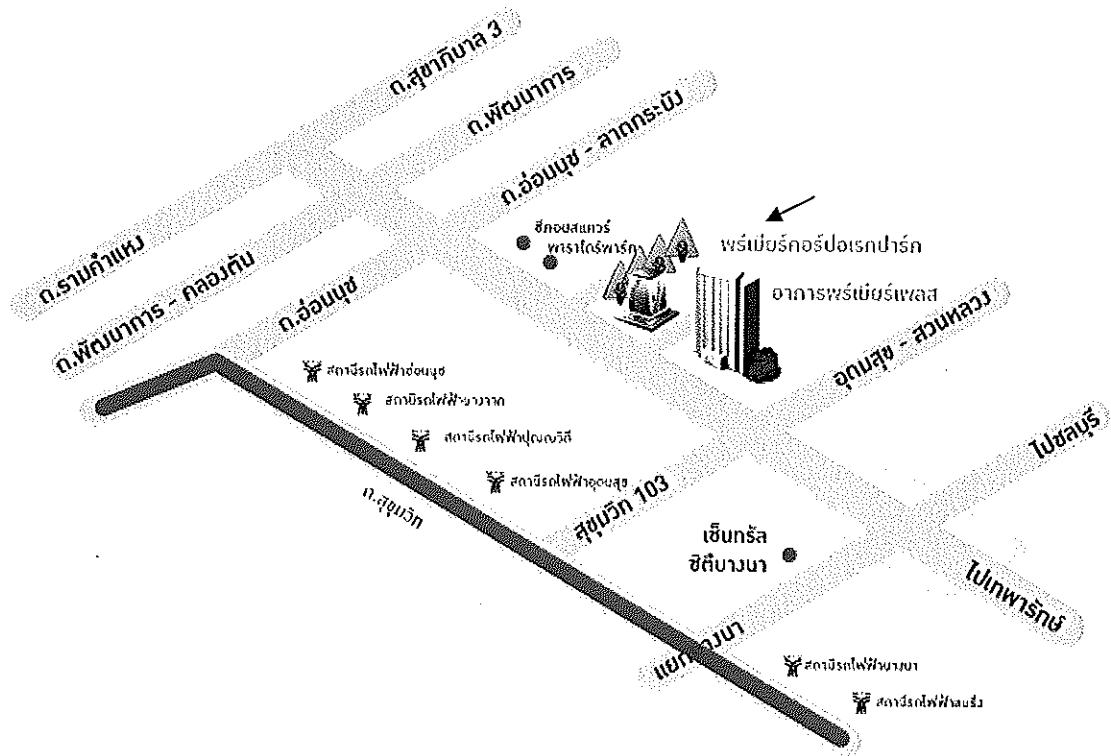 ถ.สุขาภิบาล 3
ถ.พัฒนาการ
ถ.อ่อนนุช - ลาดกระบัง
ซีคอนสแควร์
พาราไดร์พาร์ค
พรีเมียร์คอร์ปอเรทปาร์ก
อาคารพรีเมียร์เพลส
ถ.รามคำแหง
ถ.พัฒนาการ - คลองตัน
ถ.อ่อนนุช
อุดมสุข - สวนหลวง
สถานีรถไฟฟ้าอ่อนนุช
สถานีรถไฟฟ้าบางจาก
สถานีรถไฟฟ้าปุณณวิถี
สถานีรถไฟฟ้าอุดมสุข
ไปชลบุรี
ถ.สุขุมวิท
สุขุมวิท 103
เซ็นทรัล
ซิตี้บางนา
ไปเทพารักษ์
แยกบางนา
สถานีรถไฟฟ้าบางนา
สถานีรถไฟฟ้าแบริ่ง